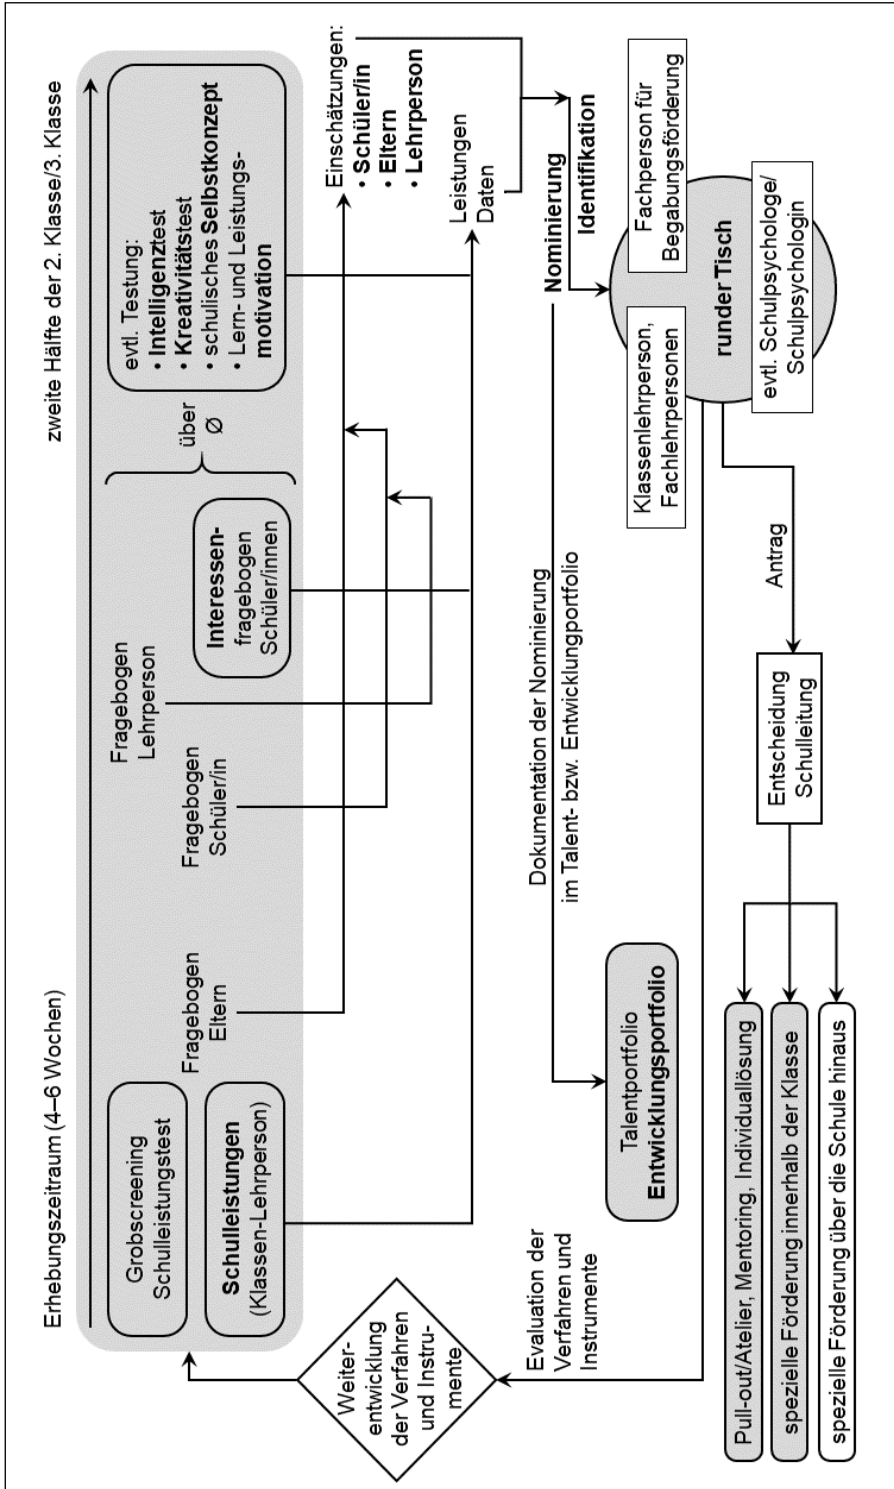 Erhebungszeitraum (4–6 Wochen)
zweite Hälfte der 2. Klasse/3. Klasse
Grobscreening
Schulleistungstest
Schulleistungen
(Klassen-Lehrperson)
Fragebogen
Eltern
Fragebogen
Schüler/in
Fragebogen
Lehrperson
Interessen-
fragebogen
Schüler/innen
über
Ø
evtl. Testung:
• Intelligenztest
• Kreativitätstest
• schulisches Selbstkonzept
• Lern- und Leistungs-
motivation
Einschätzungen:
• Schüler/in
• Eltern
• Lehrperson
Leistungen
Daten
Weiter-
entwicklung
der Verfahren
und Instru-
mente
Evaluation der
Verfahren und
Instrumente
Dokumentation der Nominierung
im Talent- bzw. Entwicklungportfolio
Nominierung
Identifikation
Talentportfolio
Entwicklungsportfolio
Klassenlehrperson,
Fachlehrpersonen
Fachperson für
Begabungsförderung
runder Tisch
evtl. Schulpsychologe/
Schulpsychologin
Antrag
Entscheidung
Schulleitung
Pull-out/Atelier, Mentoring, Individuallösung
spezielle Förderung innerhalb der Klasse
spezielle Förderung über die Schule hinaus